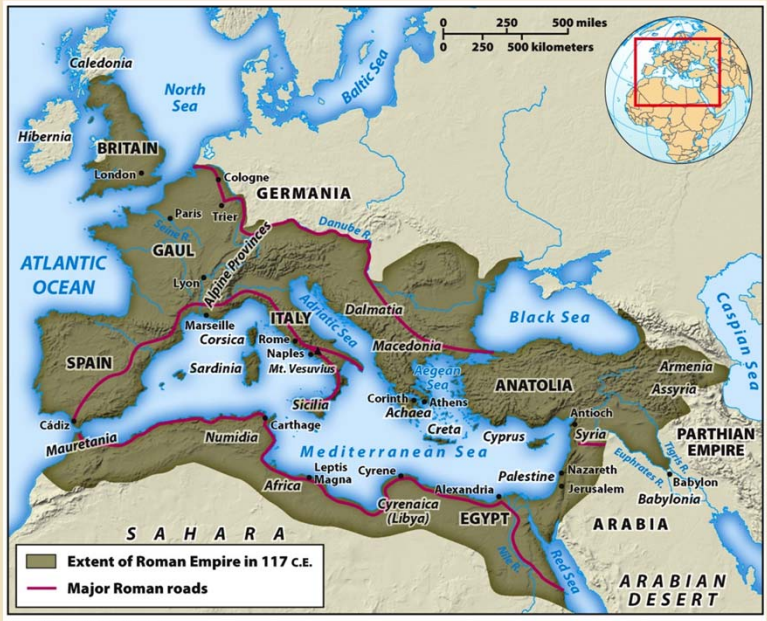 0 250 500 miles
0 250 500 kilometers
Caledonia
North
Sea
Baltic Sea
Hibernia
BRITAIN
London
Cologne
GERMANIA
Paris
Trier
Seine R.
Danube R.
GAUL
Alpine Provinces
ATLANTIC
OCEAN
Lyon
Caspian Sea
Adriatic Sea
Dalmatia
Black Sea
Marseille
ITALY
Corsica
Rome
Macedonia
Naples
SPAIN
Sardinia
Mt. Vesuvius
Aegean
Sea
Armenia
ANATOLIA
Assyria
Sicilia
Corinth
Athens
Achaea
Antioch
Cádiz
Carthage
Creta
Cyprus
Syria
PARTHIAN
EMPIRE
Mauretania
Numidia
Mediterranean Sea
Tigris R.
Euphrates R.
Leptis
Magna
Cyrene
Palestine
Nazareth
Babylon
Africa
Alexandria
Jerusalem
Babylonia
Cyrenaica
(Libya)
EGYPT
ARABIA
SAHARA
Nile R.
Red Sea
ARABIAN
DESERT
Extent of Roman Empire in 117 C.E.
Major Roman roads